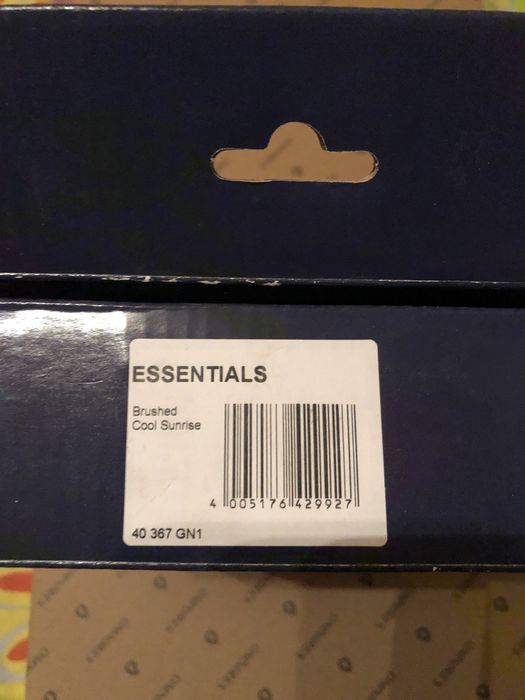 ESSENTIALS
Brushed
Cool Sunrise
4 005176 429927
40 367 GN1